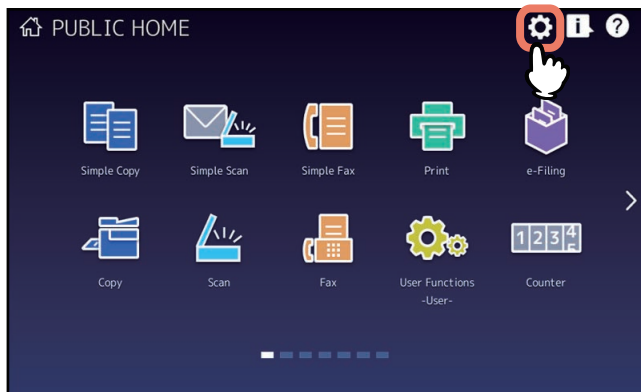 PUBLIC HOME
Simple Copy
Simple Scan
Simple Fax
Print
e-Filing
Copy
Scan
Fax
User Functions
-User-
Counter